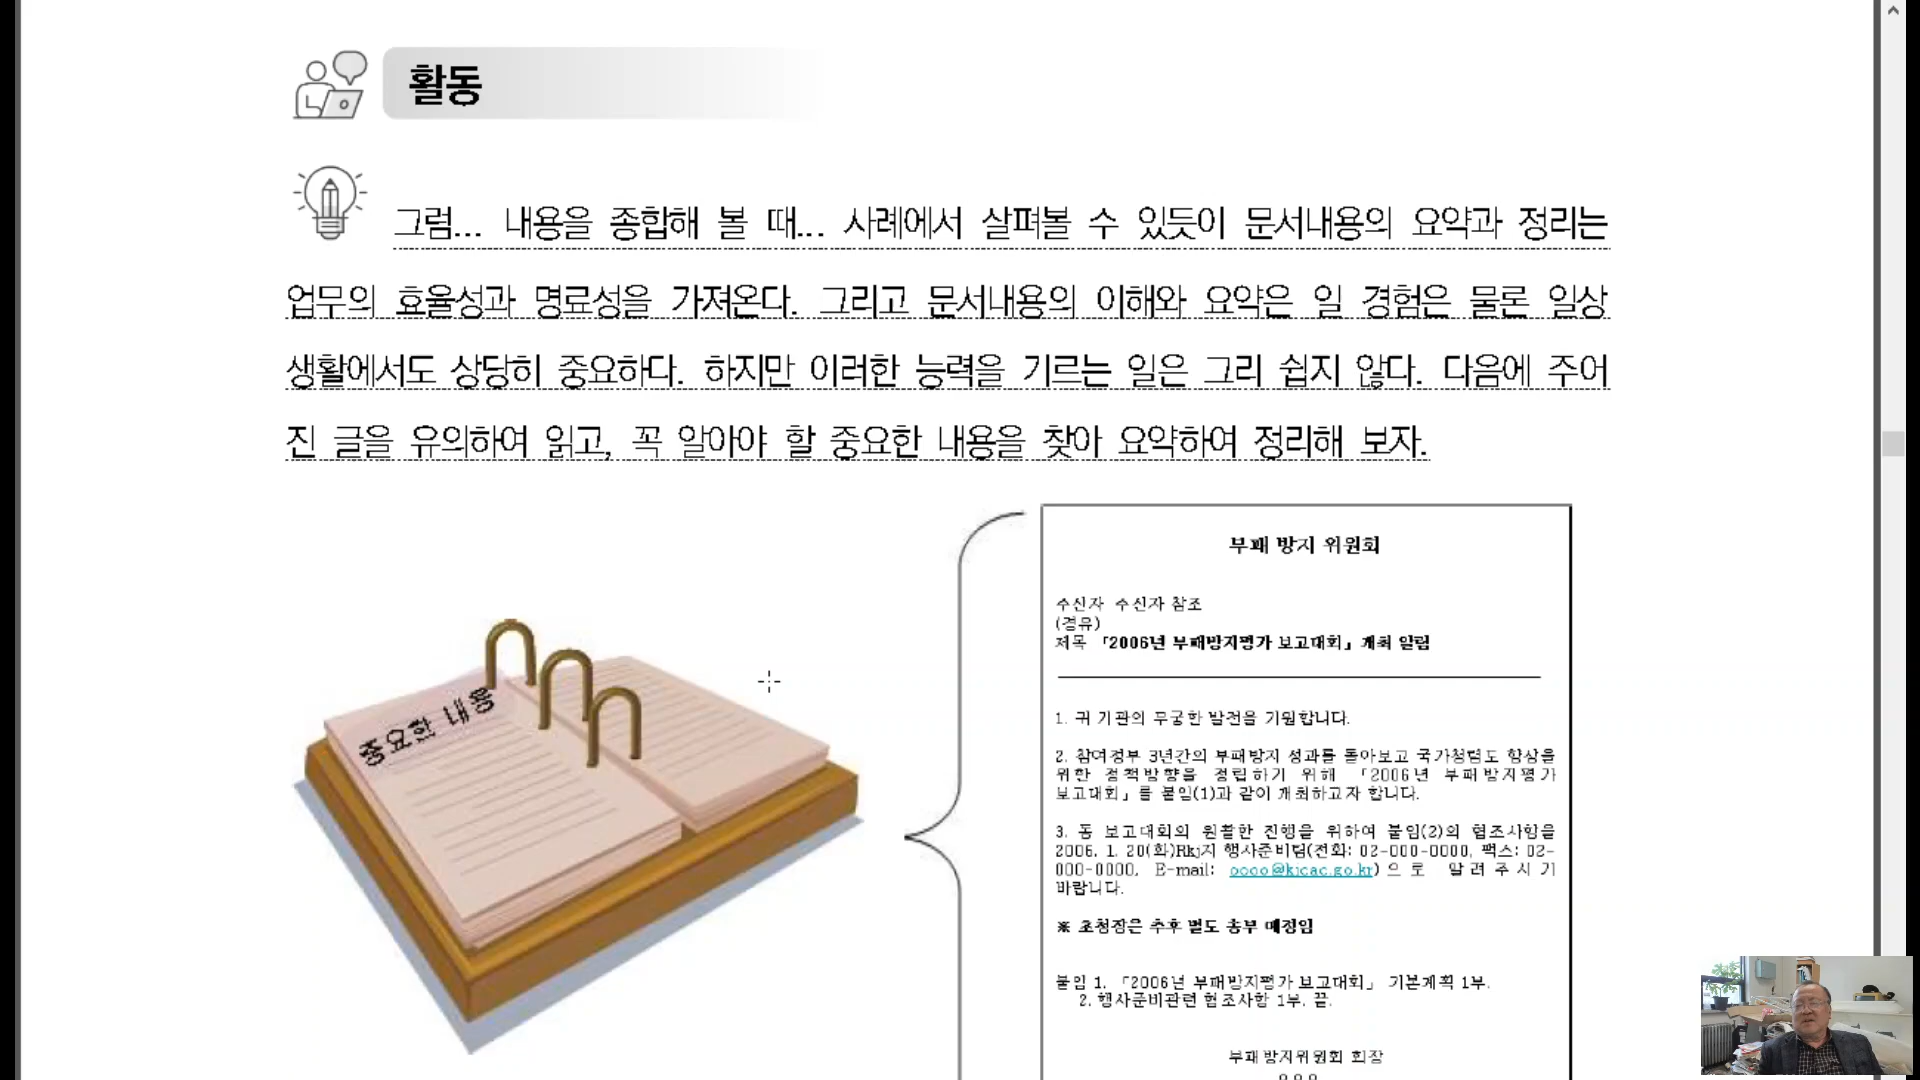 활동
그럼... 내용을 종합해 볼 때... 사례에서 살펴볼 수 있듯이 문서내용의 요약과 정리는
업무의 효율성과 명료성을 가져온다. 그리고 문서내용의 이해와 요약은 일 경험은 물론 일상
생활에서도 상당히 중요하다. 하지만 이러한 능력을 기르는 일은 그리 쉽지 않다. 다음에 주어
진 글을 유의하여 읽고, 꼭 알아야 할 중요한 내용을 찾아 요약하여 정리해 보자.
중요한 내용
부패 방지 위원회
수신자 수신자 참조
(경유)
제목 「2006년 부패방지평가 보고대회」 개최 알림
1. 귀 기관의 무궁한 발전을 기원합니다.
2. 참여정부 3년간의 부패방지 성과를 돌아보고 국가청렴도 향상을
위한 정책방향을 정립하기 위해 「2006년 부패방지평가
보고대회」를 붙임(1)과 같이 개최하고자 합니다.
3. 동 보고대회의 원활한 진행을 위하여 붙임(2)의 협조사항을
2006. 1. 20(화)Rkj지 행사준비팀(전화: 02-000-0000, 팩스: 02-
000-0000, E-mail: oooo@kicac.go.kr)으로 알려주시기
바랍니다.
※ 초청장은 추후 별도 송부 예정임
붙임 1. 「2006년 부패방지평가 보고대회」 기본계획 1부.
2. 행사준비관련 협조사항 1부. 끝.
부패방지위원회 회장